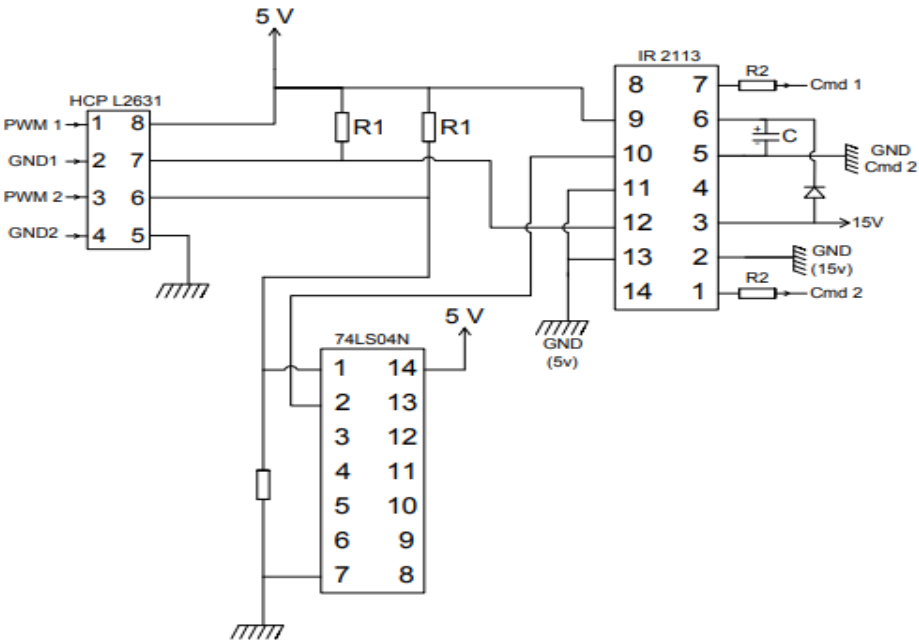 5 V
HCP L2631
PWM 1
GND1
PWM 2
GND2
1 8
2 7
3 6
4 5
R1
R1
IR 2113
8 7
9 6
10 5
11 4
12 3
13 2
14 1
R2
Cmd 1
+
-
C
GND
Cmd 2
15V
GND
(15v)
R2
Cmd 2
GND
(5v)
5 V
74LS04N
1 14
2 13
3 12
4 11
5 10
6 9
7 8